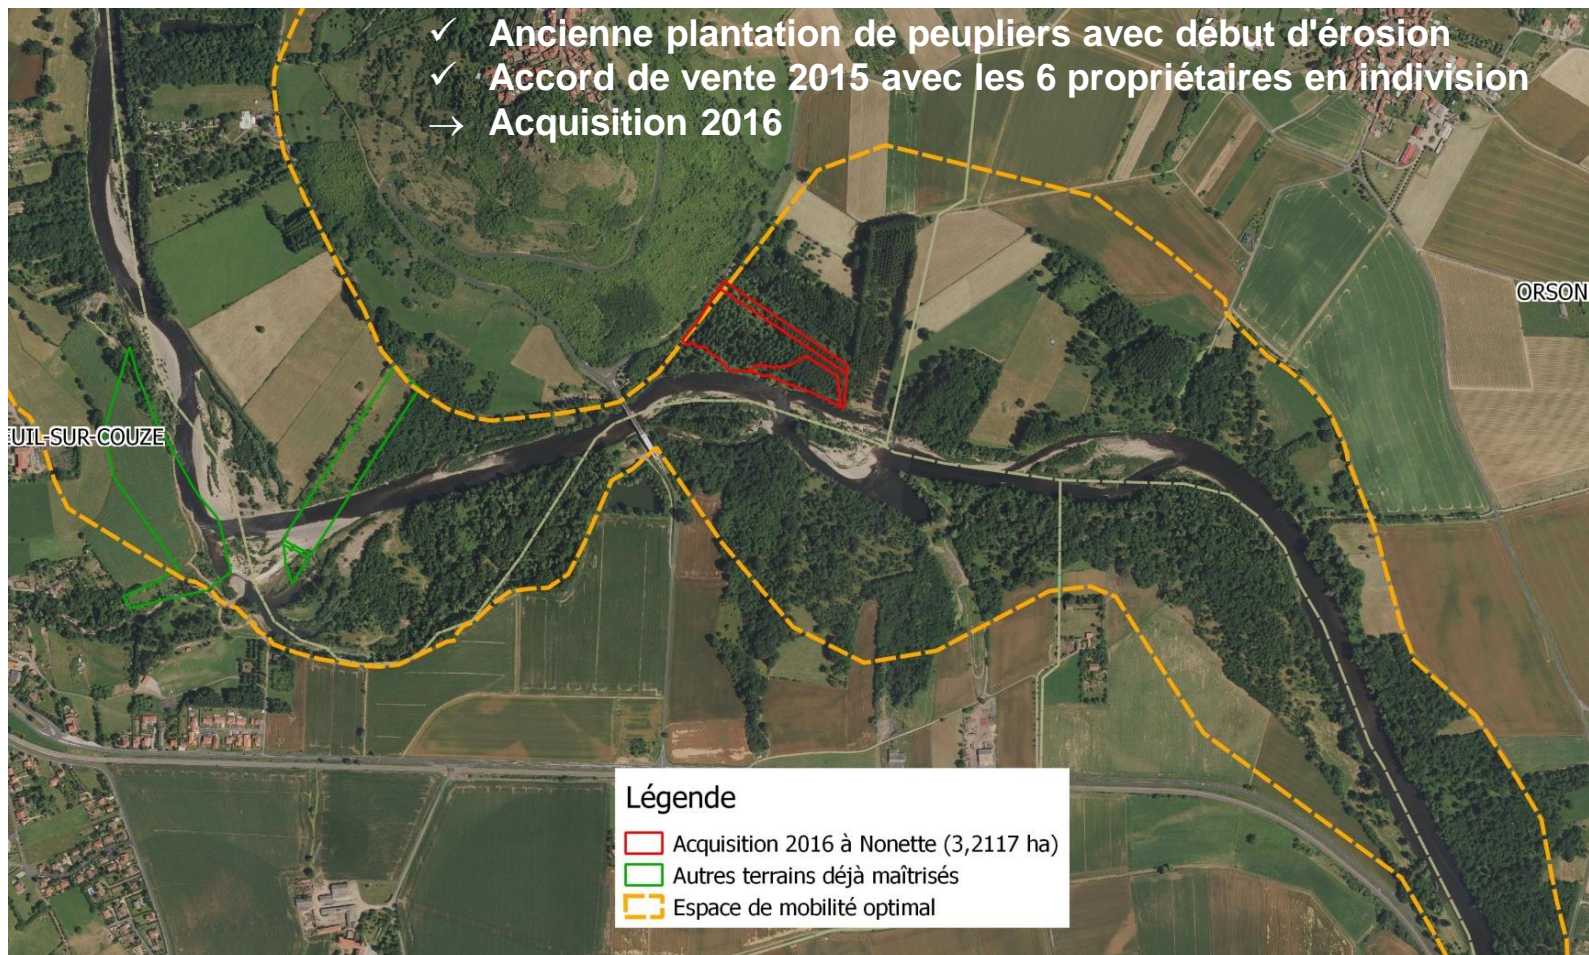 ✓ Ancienne plantation de peupliers avec début d'érosion
✓ Accord de vente 2015 avec les 6 propriétaires en indivision
→ Acquisition 2016
ORSON
EUIL-SUR-COUZE
Légende
Acquisition 2016 à Nonette (3,2117 ha)
Autres terrains déjà maîtrisés
Espace de mobilité optimal